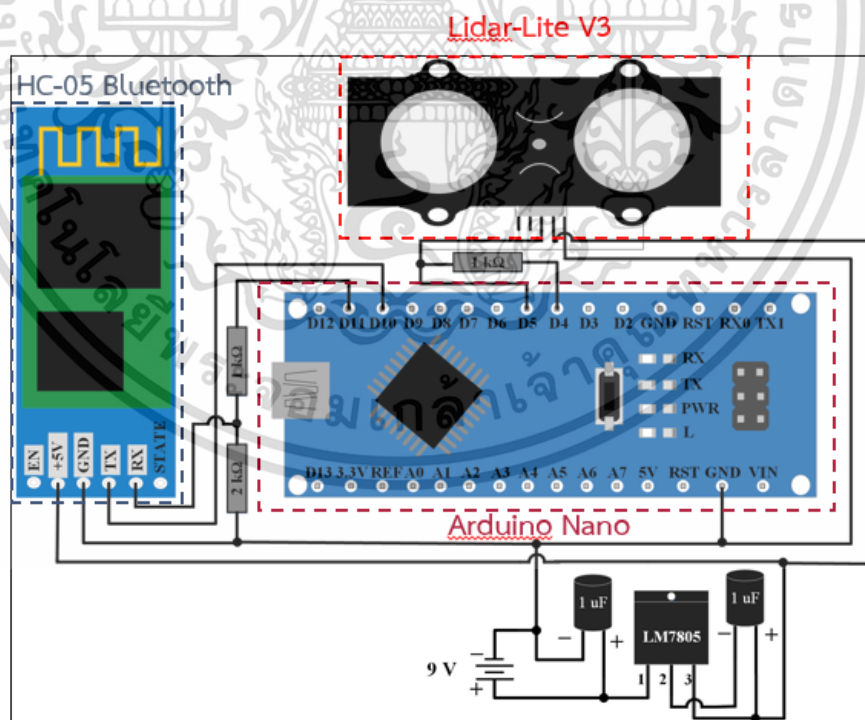 Lidar-Lite V3
HC-05 Bluetooth
1 kΩ
D12 D11 D10 D9 D8 D7 D6 D5 D4 D3 D2 GND RST RX0 TX1
1 kΩ
RX
TX
PWR
L
2 kΩ
EN +5V GND TX RX STATE
D13 3.3V REF A0 A1 A2 A3 A4 A5 A6 A7 5V RST GND VIN
Arduino Nano
1 uF
1 uF
− + LM7805 − +
9 V − +
1 2 3